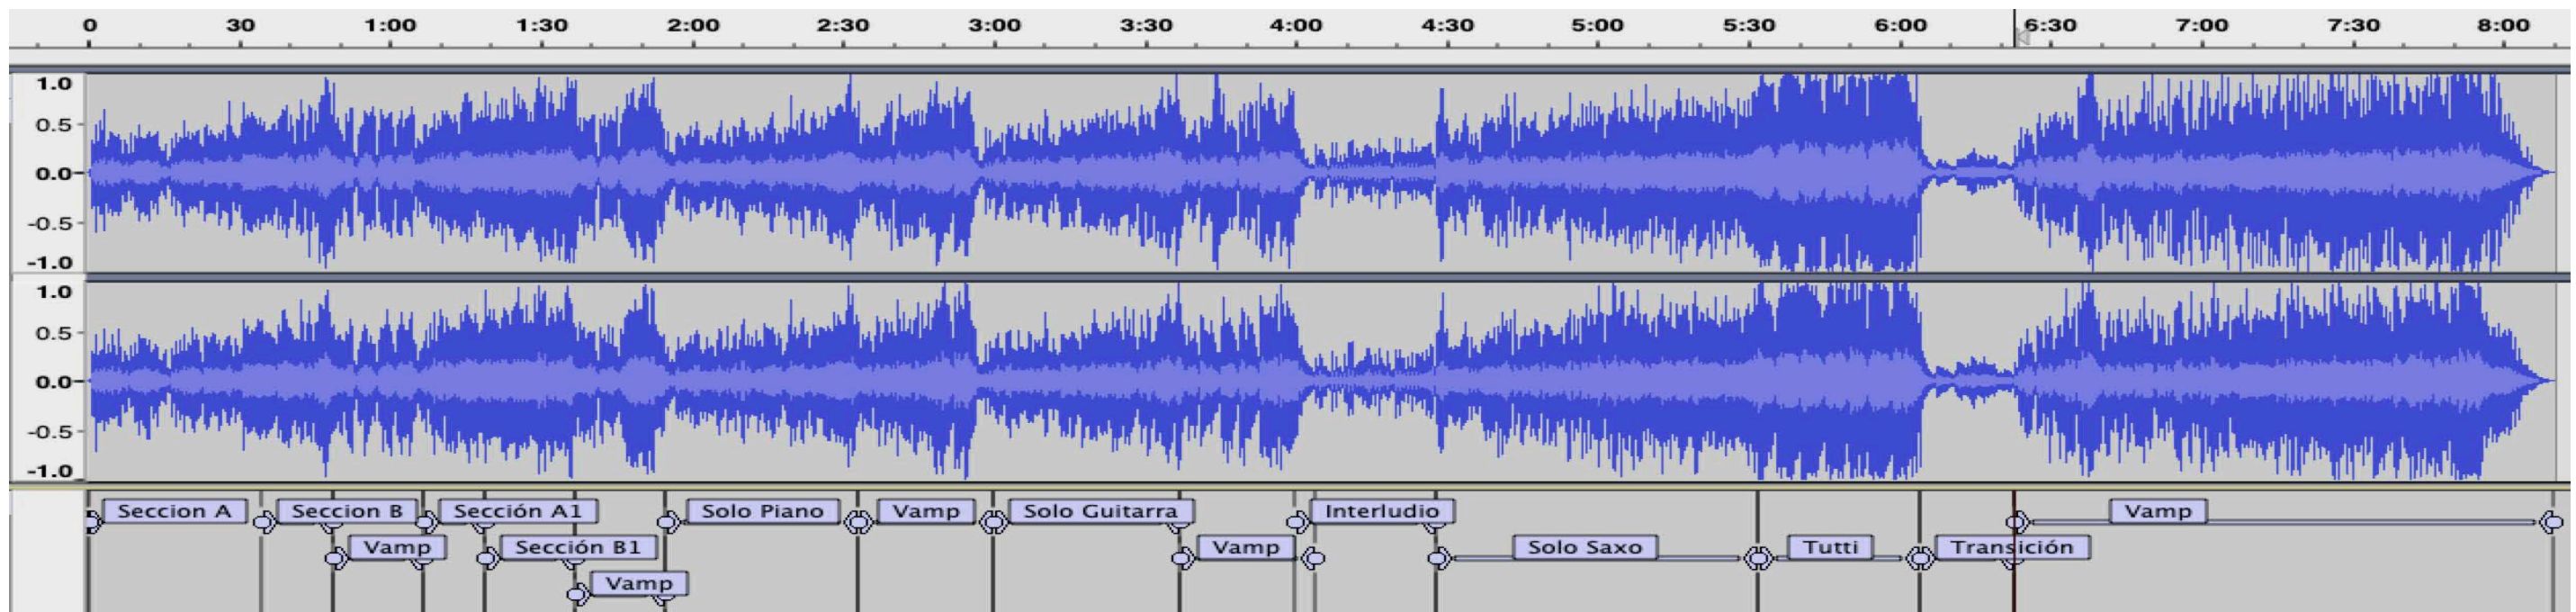 0 30 1:00 1:30 2:00 2:30 3:00 3:30 4:00 4:30 5:00 5:30 6:00 6:30 7:00 7:30 8:00
1.0
0.5
0.0
-0.5
-1.0
1.0
0.5
0.0
-0.5
-1.0
Seccion A Seccion B Sección A1 Solo Piano Vamp Solo Guitarra Interludio Vamp
Vamp Sección B1 Vamp Solo Saxo Tutti Transición
Vamp